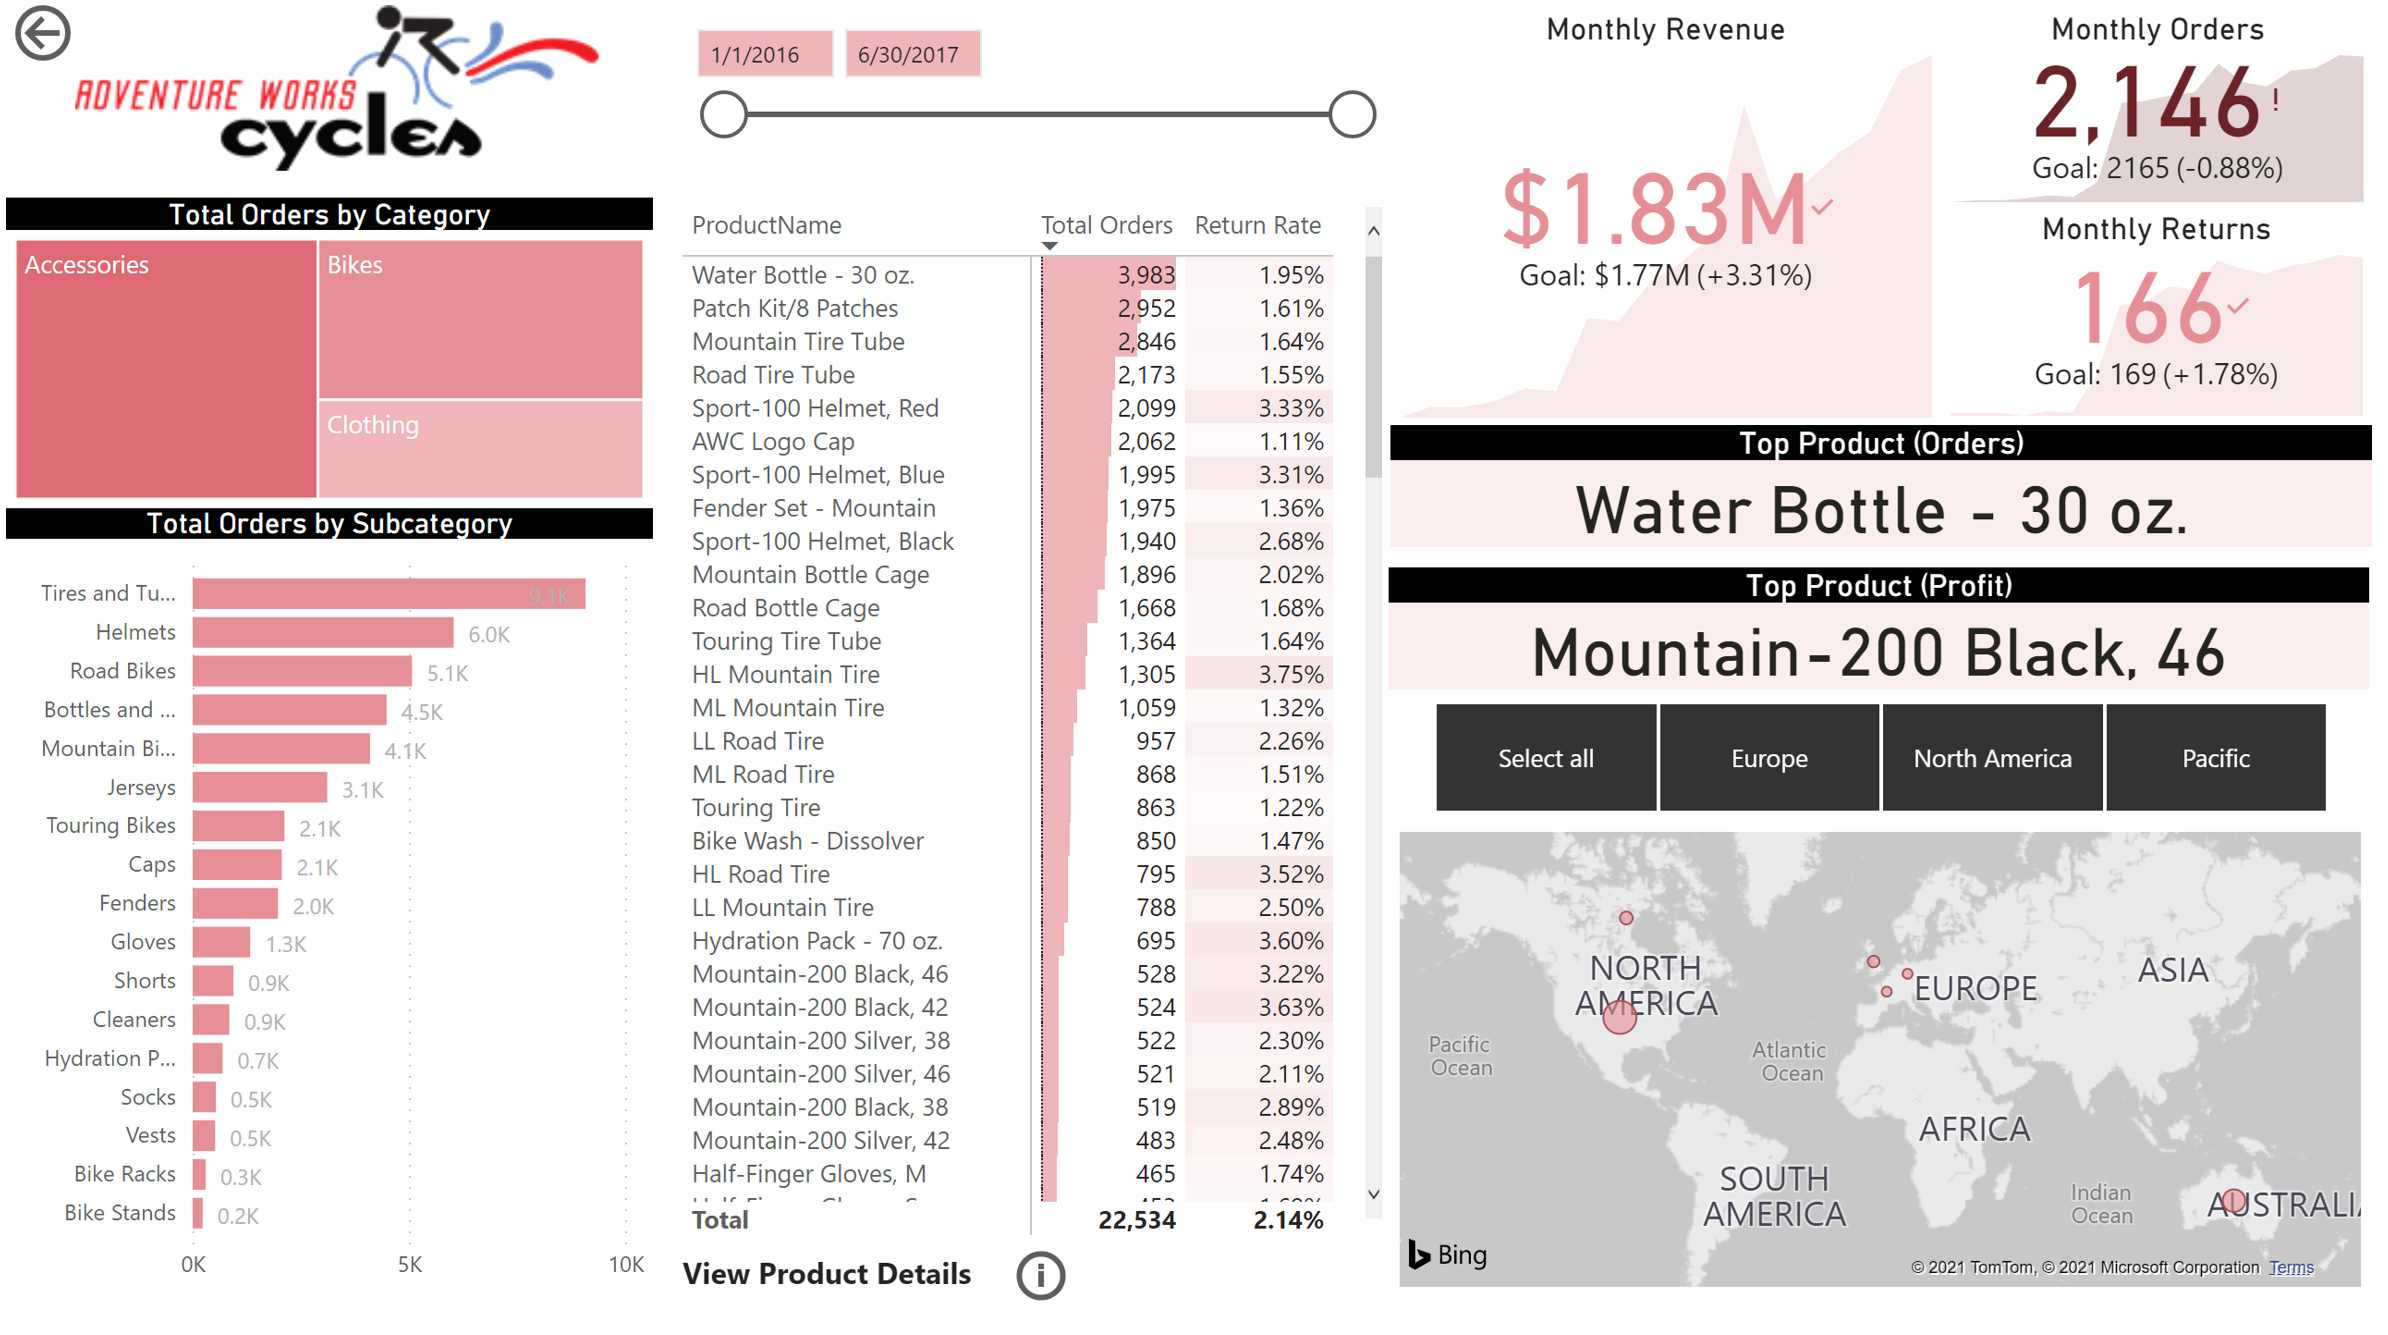 ADVENTURE WORKS
cycles
1/1/2016
6/30/2017
Total Orders by Category
Accessories
Bikes
Clothing
Total Orders by Subcategory
Tires and Tu... 9.1K
Helmets 6.0K
Road Bikes 5.1K
Bottles and ... 4.5K
Mountain Bi... 4.1K
Jerseys 3.1K
Touring Bikes 2.1K
Caps 2.1K
Fenders 2.0K
Gloves 1.3K
Shorts 0.9K
Cleaners 0.9K
Hydration P... 0.7K
Socks 0.5K
Vests 0.5K
Bike Racks 0.3K
Bike Stands 0.2K
0K 5K 10K
ProductName Total Orders Return Rate
Water Bottle - 30 oz. 3,983 1.95%
Patch Kit/8 Patches 2,952 1.61%
Mountain Tire Tube 2,846 1.64%
Road Tire Tube 2,173 1.55%
Sport-100 Helmet, Red 2,099 3.33%
AWC Logo Cap 2,062 1.11%
Sport-100 Helmet, Blue 1,995 3.31%
Fender Set - Mountain 1,975 1.36%
Sport-100 Helmet, Black 1,940 2.68%
Mountain Bottle Cage 1,896 2.02%
Road Bottle Cage 1,668 1.68%
Touring Tire Tube 1,364 1.64%
HL Mountain Tire 1,305 3.75%
ML Mountain Tire 1,059 1.32%
LL Road Tire 957 2.26%
ML Road Tire 868 1.51%
Touring Tire 863 1.22%
Bike Wash - Dissolver 850 1.47%
HL Road Tire 795 3.52%
LL Mountain Tire 788 2.50%
Hydration Pack - 70 oz. 695 3.60%
Mountain-200 Black, 46 528 3.22%
Mountain-200 Black, 42 524 3.63%
Mountain-200 Silver, 38 522 2.30%
Mountain-200 Silver, 46 521 2.11%
Mountain-200 Black, 38 519 2.89%
Mountain-200 Silver, 42 483 2.48%
Half-Finger Gloves, M 465 1.74%
Total 22,534 2.14%
View Product Details
Monthly Revenue
$1.83M
Goal: $1.77M (+3.31%)
Monthly Orders
2,146!
Goal: 2165 (-0.88%)
Monthly Returns
166
Goal: 169 (+1.78%)
Top Product (Orders)
Water Bottle - 30 oz.
Top Product (Profit)
Mountain-200 Black, 46
Select all
Europe
North America
Pacific
NORTH
AMERICA
EUROPE
ASIA
Pacific
Ocean
Atlantic
Ocean
AFRICA
SOUTH
AMERICA
Indian
Ocean
AUSTRALIA
Bing
© 2021 TomTom, © 2021 Microsoft Corporation Terms